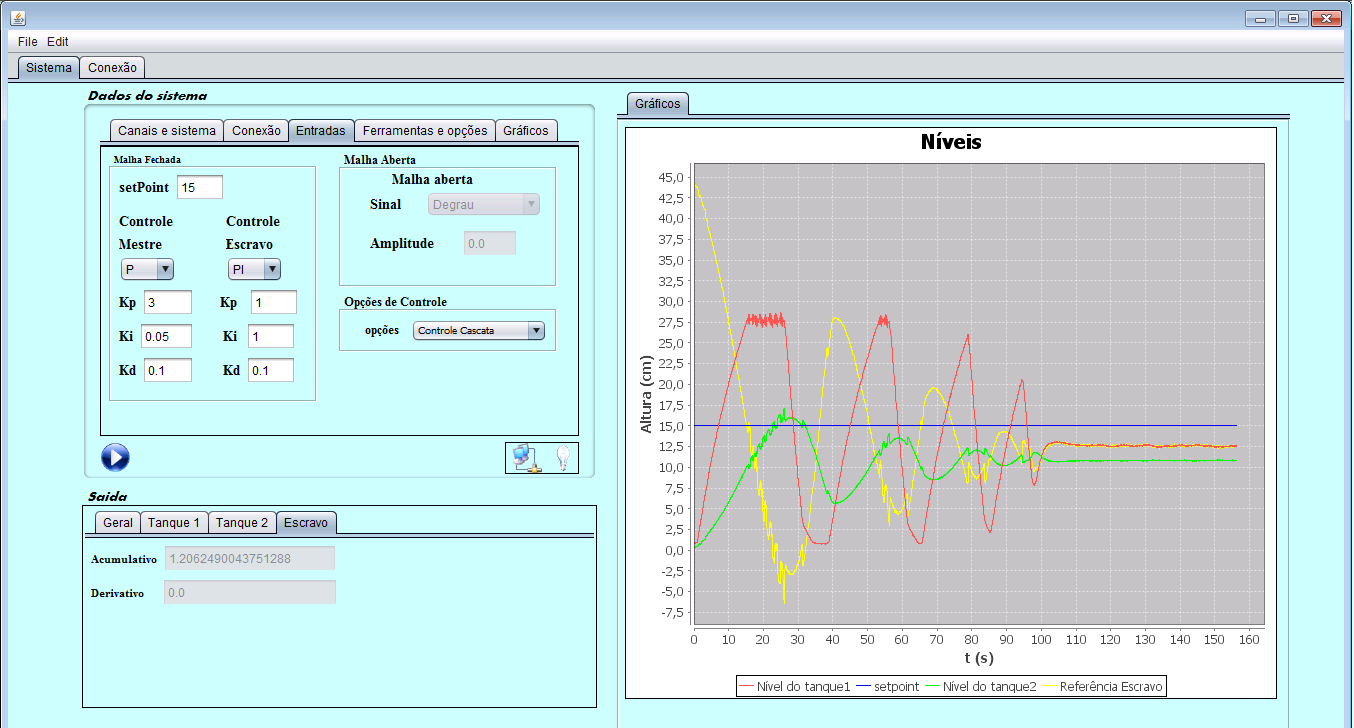 File Edit
Sistema Conexão
Dados do sistema
Canais e sistema Conexão Entradas Ferramentas e opções Gráficos
Malha Fechada
setPoint 15
Controle Controle
Mestre Escravo
P PI
Kp 3 Kp 1
Ki 0.05 Ki 1
Kd 0.1 Kd 0.1
Malha Aberta
Malha aberta
Sinal Degrau
Amplitude 0.0
Opções de Controle
opções Controle Cascata
Saida
Geral Tanque 1 Tanque 2 Escravo
Acumulativo 1.2062490043751288
Derivativo 0.0
Gráficos
Níveis
Altura (cm)
45,0
42,5
40,0
37,5
35,0
32,5
30,0
27,5
25,0
22,5
20,0
17,5
15,0
12,5
10,0
7,5
5,0
2,5
0,0
-2,5
-5,0
-7,5
0 10 20 30 40 50 60 70 80 90 100 110 120 130 140 150 160
t (s)
Nível do tanque1 setpoint Nível do tanque2 Referência Escravo